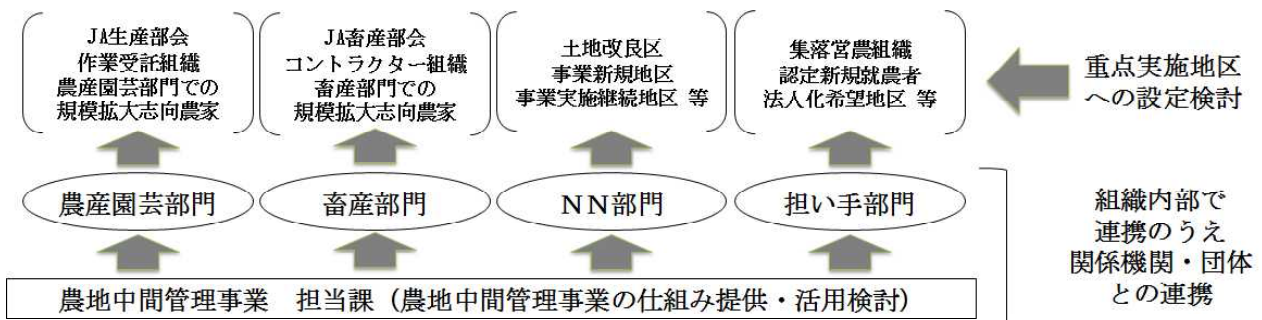 JA生産部会
作業受託組織
農産園芸部門での
規模拡大志向農家
JA畜産部会
コントラクター組織
畜産部門での
規模拡大志向農家
土地改良区
事業新規地区
事業実施継続地区 等
集落営農組織
認定新規就農者
法人化希望地区 等
重点実施地区
への設定検討
農産園芸部門
畜産部門
NN部門
担い手部門
組織内部で
連携のうえ
関係機関・団体
との連携
農地中間管理事業　担当課（農地中間管理事業の仕組み提供・活用検討）